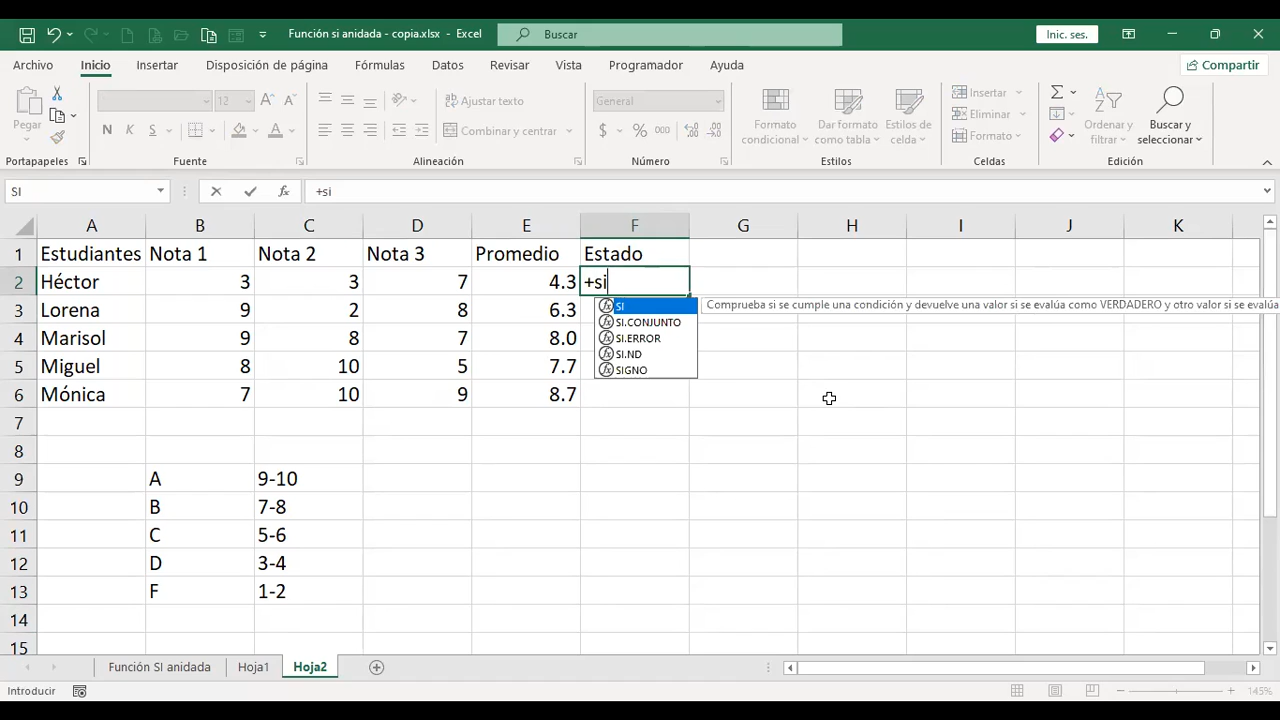 Función si anidada - copia.xlsx - Excel
Buscar
Inic. ses.
Archivo Inicio Insertar Disposición de página Fórmulas Datos Revisar Vista Programador Ayuda
Compartir
Pegar
12
N K S
Ajustar texto
Combinar y centrar
General
$ % 000
Formato condicional
Dar formato como tabla
Estilos de celda
Insertar
Eliminar
Formato
Ordenar y filtrar
Buscar y seleccionar
Portapapeles Fuente Alineación Número Estilos Celdas Edición
SI
fx
+si
A B C D E F G H I J K
1 Estudiantes Nota 1 Nota 2 Nota 3 Promedio Estado
2 Héctor 3 3 7 4.3 +si
3 Lorena 9 2 8 6.3
4 Marisol 9 8 7 8.0
5 Miguel 8 10 5 7.7
6 Mónica 7 10 9 8.7
SI
SI.CONJUNTO
SI.ERROR
SI.ND
SIGNO
Comprueba si se cumple una condición y devuelve una valor si se evalúa como VERDADERO y otro valor si se evalúa
7
8
9 A 9-10
10 B 7-8
11 C 5-6
12 D 3-4
13 F 1-2
14
15
Función SI anidada Hoja1 Hoja2
Introducir
145%